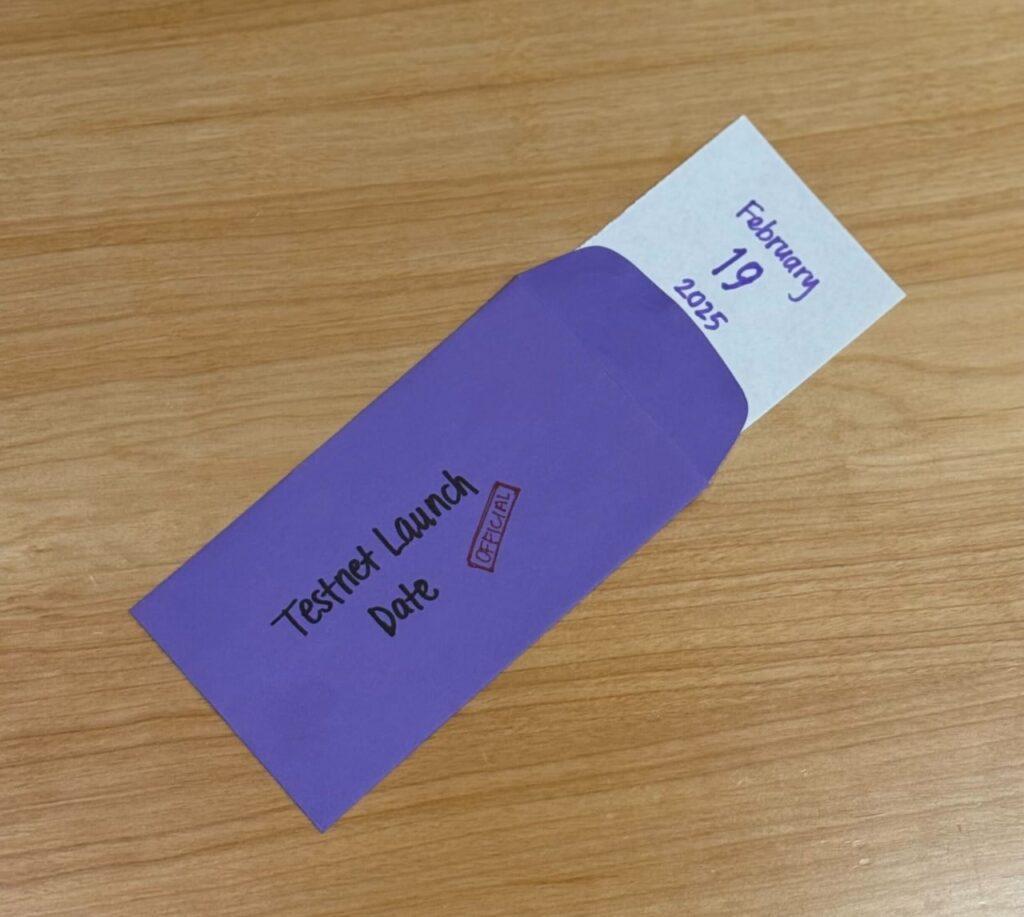 February
19
2025
Testnet Launch
Date
OFFICIAL